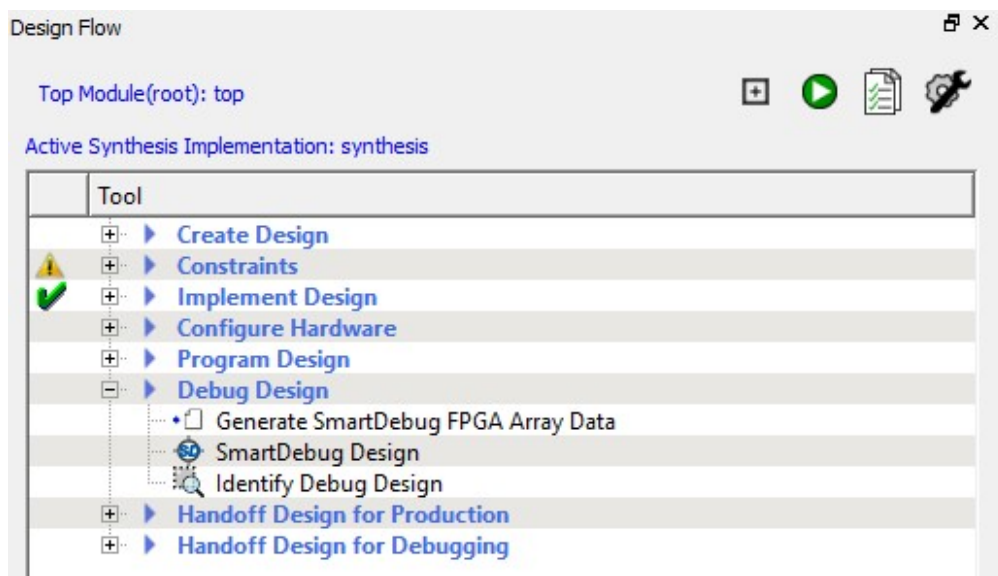 Design Flow
Top Module(root): top
Active Synthesis Implementation: synthesis
Tool
Create Design
Constraints
Implement Design
Configure Hardware
Program Design
Debug Design
Generate SmartDebug FPGA Array Data
SD SmartDebug Design
Identify Debug Design
Handoff Design for Production
Handoff Design for Debugging